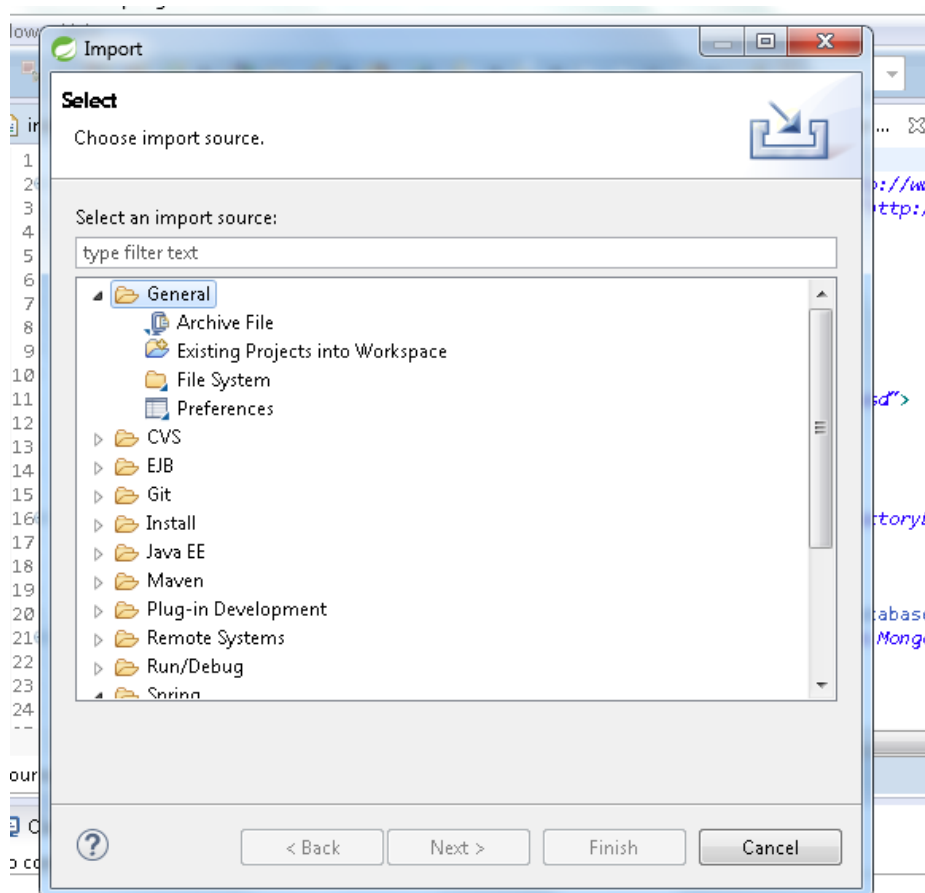 Import
Select
Choose import source.
Select an import source:
type filter text
General
Archive File
Existing Projects into Workspace
File System
Preferences
CVS
EJB
Git
Install
Java EE
Maven
Plug-in Development
Remote Systems
Run/Debug
Spring
< Back Next > Finish Cancel
1
2
3
4
5
6
7
8
9
10
11
12
13
14
15
16
17
18
19
20
21
22
23
24
...
ttp:/
sd">